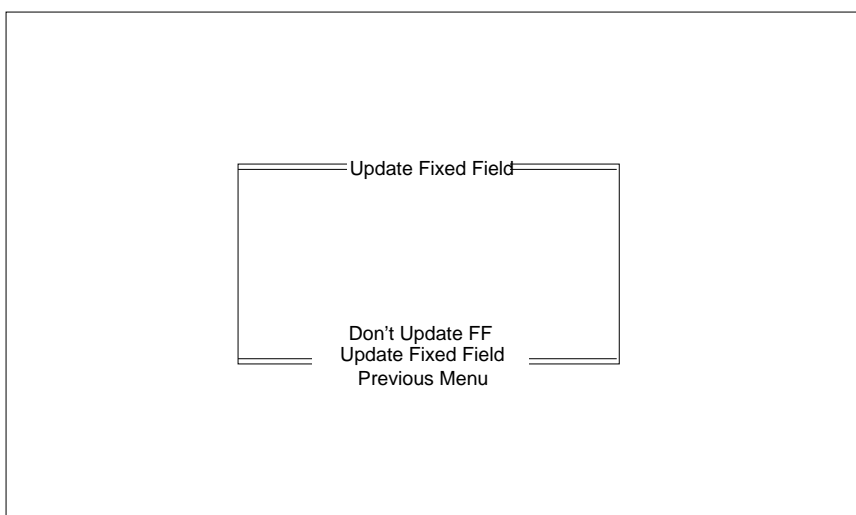 Update Fixed Field
Don't Update FF
Update Fixed Field
Previous Menu